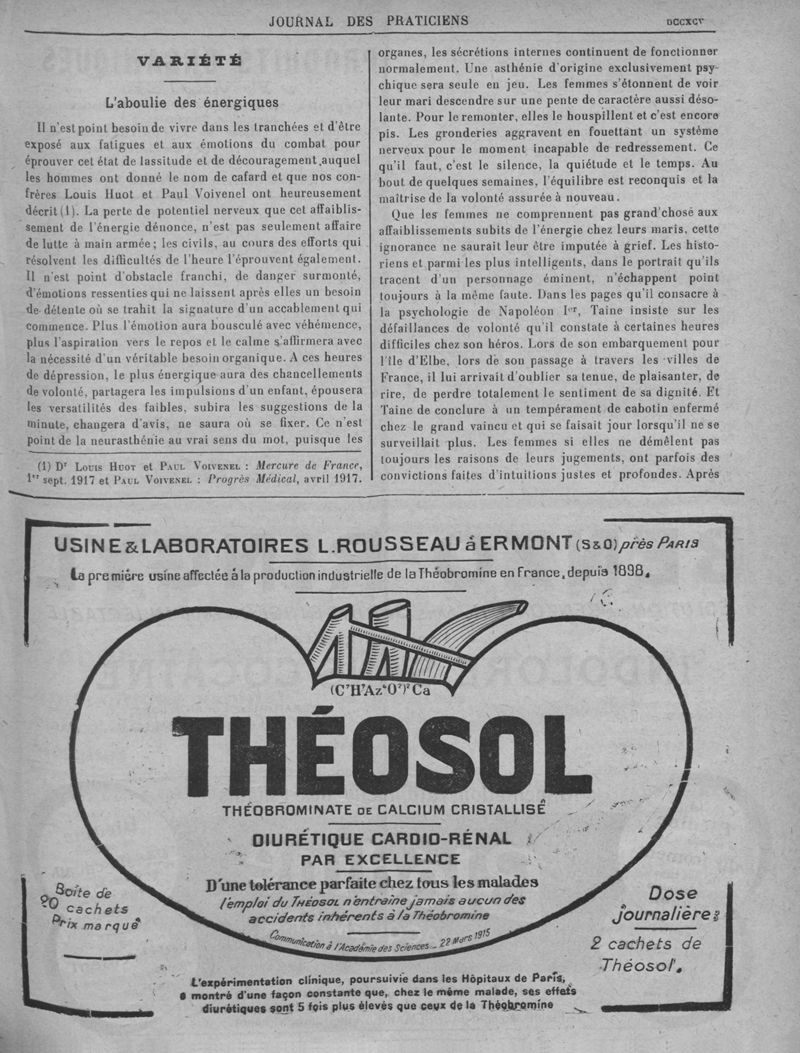 JOURNAL DES PRATICIENS
DCCXCV
VARIÉTÉ
L'aboulie des énergiques
Il n'est point besoin de vivre dans les tranchées et d'être
exposé aux fatigues et aux émotions du combat pour
éprouver cet état de lassitude et de découragement auquel
les hommes ont donné le nom de cafard et que nos con-
frères Louis Huot et Paul Voivenel ont heureusement
décrit (1). La perte de potentiel nerveux que cet affaiblis-
sement de l'énergie dénonce, n'est pas seulement affaire
de lutte à main armée ; les civils, au cours des efforts qui
résolvent les difficultés de l'heure l'éprouvent également.
Il n'est point d'obstacle franchi, de danger surmonté,
d'émotions ressenties qui ne laissent après elles un besoin
de détente où se trahit la signature d'un accablement qui
commence. Plus l'émotion aura bousculé avec véhémence,
plus l'aspiration vers le repos et le calme s'affirmera avec
la nécessité d'un véritable besoin organique. A ces heures
de dépression, le plus énergique aura des chancellements
de volonté, partagera les impulsions d'un enfant, épousera
les versatilités des faibles, subira les suggestions de la
minute, changera d'avis, ne saura où se fixer. Ce n'est
point de la neurasthénie au vrai sens du mot, puisque les
(1) Dr LOUIS HUOT et PAUL VOIVENEL : Mercure de France,
1er sept. 1917 et PAUL VOIVENEL : Progrès Médical, avril 1917.
organes, les sécrétions internes continuent de fonctionner
normalement. Une asthénie d'origine exclusivement psy-
chique sera seule en jeu. Les femmes s'étonnent de voir
leur mari descendre sur une pente de caractère aussi déso-
lante. Pour le remonter, elles le houspillent et c'est encore
pis. Les gronderies aggravent en fouettant un système
nerveux pour le moment incapable de redressement. Ce
qu'il faut, c'est le silence, la quiétude et le temps. Au
bout de quelques semaines, l'équilibre est reconquis et la
maîtrise de la volonté assurée à nouveau.
Que les femmes ne comprennent pas grand'chose aux
affaiblissements subits de l'énergie chez leurs maris, cette
ignorance ne saurait leur être imputée à grief. Les histo-
riens et parmi les plus intelligents, dans le portrait qu'ils
tracent d'un personnage éminent, n'échappent point
toujours à la même faute. Dans les pages qu'il consacre à
la psychologie de Napoléon Ier, Taine insiste sur les
défaillances de volonté qu'il constate à certaines heures
difficiles chez son héros. Lors de son embarquement pour
l'île d'Elbe, lors de son passage à travers les villes de
France, il lui arrivait d'oublier sa tenue, de plaisanter, de
rire, de perdre totalement le sentiment de sa dignité. Et
Taine de conclure à un tempérament de cabotin enfermé
chez le grand vaincu et qui se faisait jour lorsqu'il ne se
surveillait plus. Les femmes si elles ne démêlent pas
toujours les raisons de leurs jugements, ont parfois des
convictions faites d'intuitions justes et profondes. Après
USINE & LABORATOIRES L. ROUSSEAU à ERMONT (S&O) près PARIS
La première usine affectée à la production industrielle de la Théobromine en France, depuis 1898.
(C⁷H⁷Az⁴O²)² Ca
THÉOSOL
THÉOBROMINATE DE CALCIUM CRISTALLISÉ
DIURÉTIQUE CARDIO-RÉNAL
PAR EXCELLENCE
D'une tolérance parfaite chez tous les malades
l'emploi du THÉOSOL n'entraine jamais aucun des
accidents inhérents à la Théobromine
Communication à l'Académie des Sciences _ 22 Mars 1915
Boite de
20 cachets
Prix marqué
Dose
journalière :
2 cachets de
Théosol.
L'expérimentation clinique, poursuivie dans les Hôpitaux de Paris,
a montré d'une façon constante que, chez le même malade, ses effets
diurétiques sont 5 fois plus élevés que ceux de la Théobromine